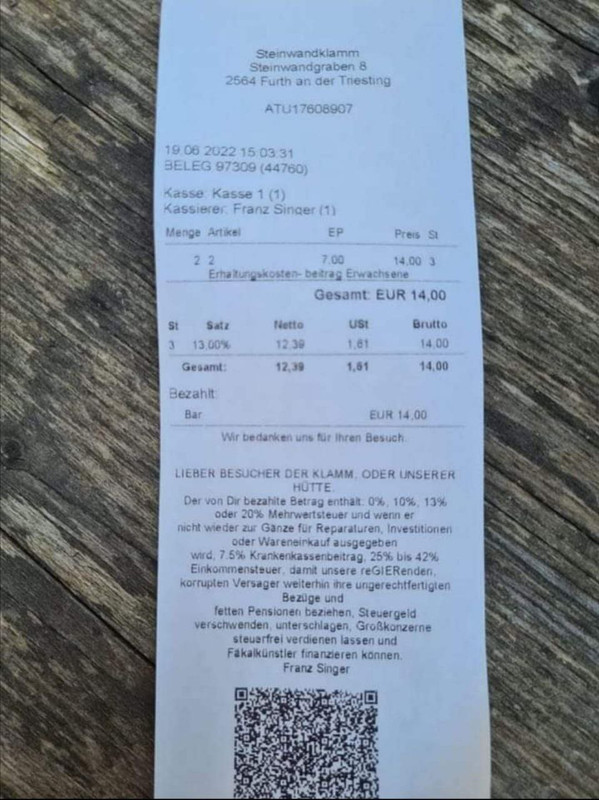 Steinwandklamm
Steinwandgraben 8
2564 Furth an der Triesting
ATU17608907
19.06.2022 15:03:31
BELEG 97309 (44760)
Kasse: Kasse 1 (1)
Kassierer: Franz Singer (1)
Menge Artikel EP Preis St
2 2 7,00 14,00 3
Erhaltungskosten- beitrag Erwachsene
Gesamt: EUR 14,00
St Satz Netto USt Brutto
3 13,00% 12,39 1,61 14,00
Gesamt: 12,39 1,61 14,00
Bezahlt:
Bar EUR 14,00
Wir bedanken uns für Ihren Besuch.
LIEBER BESUCHER DER KLAMM, ODER UNSERER
HÜTTE.
Der von Dir bezahlte Betrag enthält: 0%, 10%, 13%
oder 20% Mehrwertsteuer und wenn er
nicht wieder zur Gänze für Reparaturen, Investitionen
oder Wareneinkauf ausgegeben
wird, 7.5% Krankenkassenbeitrag, 25% bis 42%
Einkommensteuer, damit unsere reGIERenden,
korrupten Versager weiterhin ihre ungerechtfertigten
Bezüge und
fetten Pensionen beziehen, Steuergeld
verschwenden, unterschlagen, Großkonzerne
steuerfrei verdienen lassen und
Fäkalkünstler finanzieren können.
Franz Singer